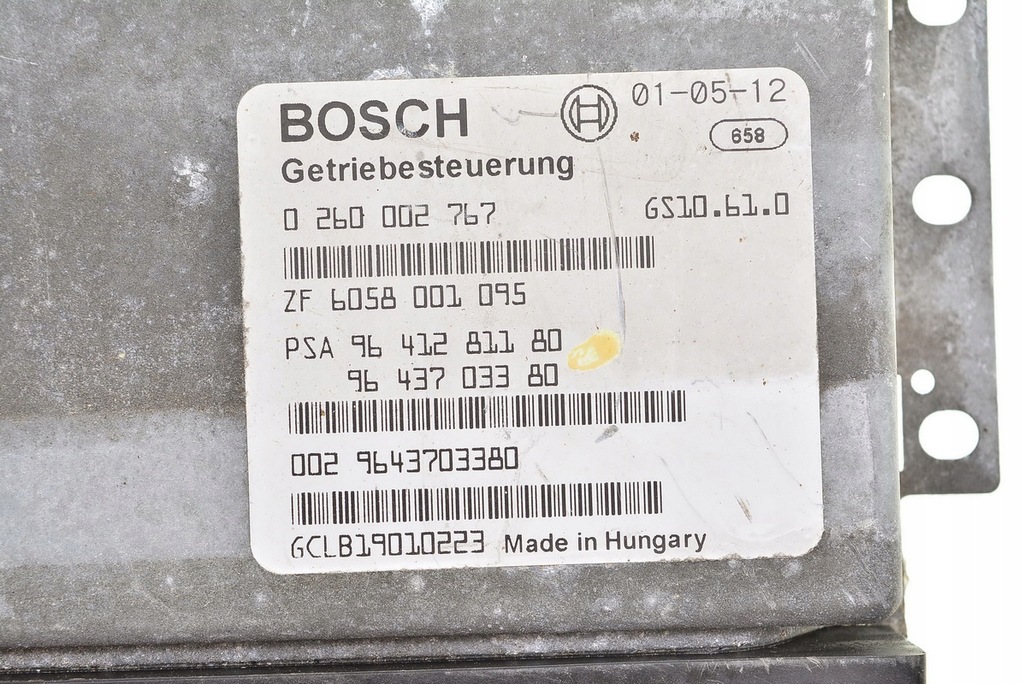 BOSCH
01-05-12
658
Getriebesteuerung
0 260 002 767
GS10.61.0
ZF 6058 001 095
PSA 96 412 811 80
96 437 033 80
002 9643703380
GCLB19010223 Made in Hungary